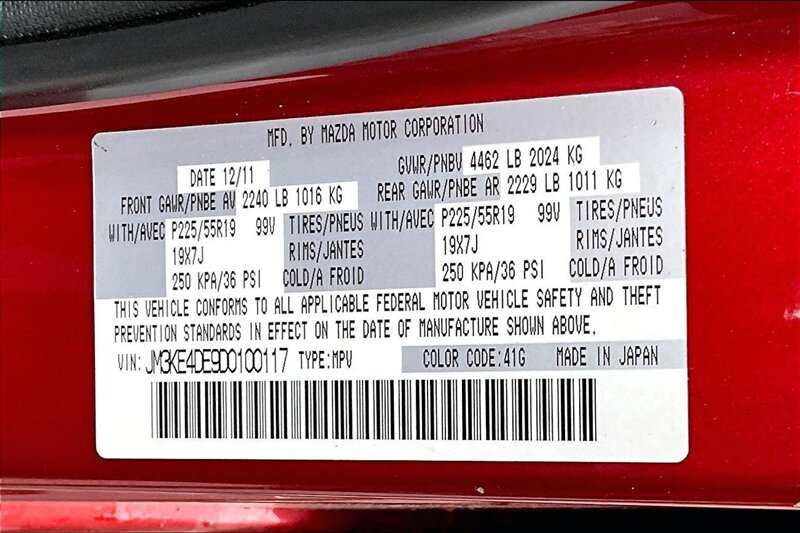 MFD. BY MAZDA MOTOR CORPORATION
DATE 12/11 GVWR/PNBV 4462 LB 2024 KG
FRONT GAWR/PNBE AV 2240 LB 1016 KG REAR GAWR/PNBE AR 2229 LB 1011 KG
WITH/AVEC P225/55R19 99V TIRES/PNEUS WITH/AVEC P225/55R19 99V TIRES/PNEUS
19X7J RIMS/JANTES 19X7J RIMS/JANTES
250 KPA/36 PSI COLD/A FROID 250 KPA/36 PSI COLD/A FROID
THIS VEHICLE CONFORMS TO ALL APPLICABLE FEDERAL MOTOR VEHICLE SAFETY AND THEFT
PREVENTION STANDARDS IN EFFECT ON THE DATE OF MANUFACTURE SHOWN ABOVE.
VIN: JM3KE4DE9D0100117 TYPE:MPV COLOR CODE:41G MADE IN JAPAN